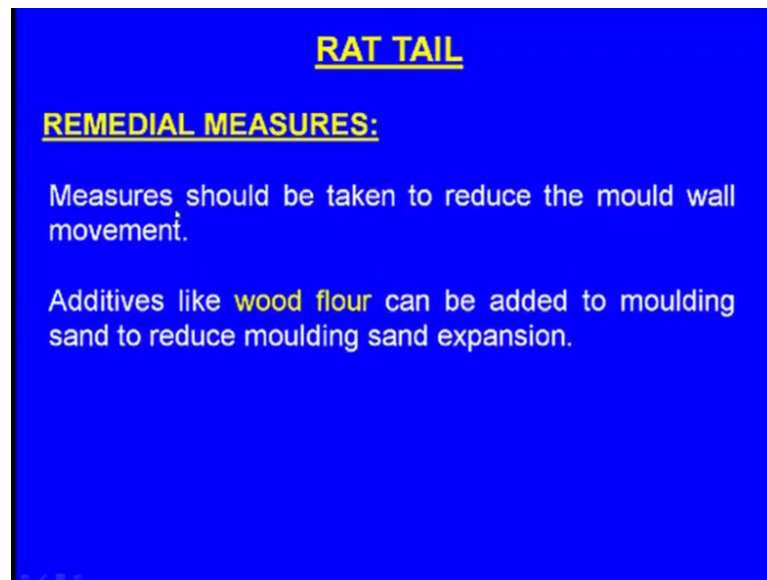 RAT TAIL
REMEDIAL MEASURES:
Measures should be taken to reduce the mould wall
movement.
Additives like wood flour can be added to moulding
sand to reduce moulding sand expansion.